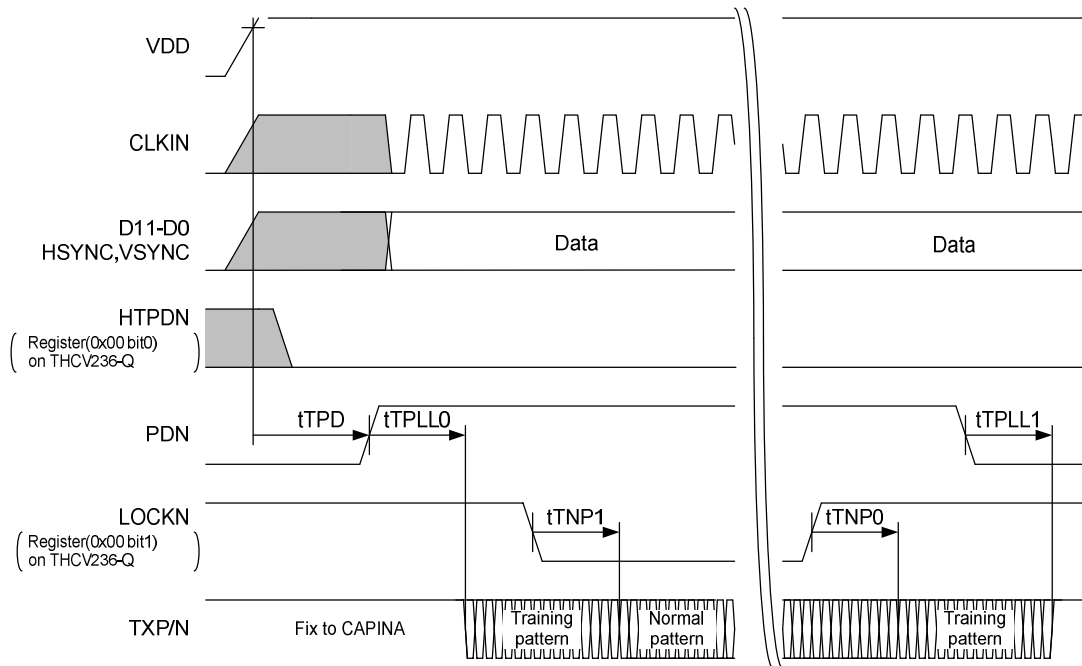 VDD
CLKIN
D11-D0
HSYNC,VSYNC
Data
Data
HTPDN
Register(0x00 bit0)
on THCV236-Q
PDN
tTPD
tTPLL0
tTPLL1
LOCKN
Register(0x00 bit1)
on THCV236-Q
tTNP1
tTNP0
TXP/N
Fix to CAPINA
Training
pattern
Normal
pattern
Training
pattern